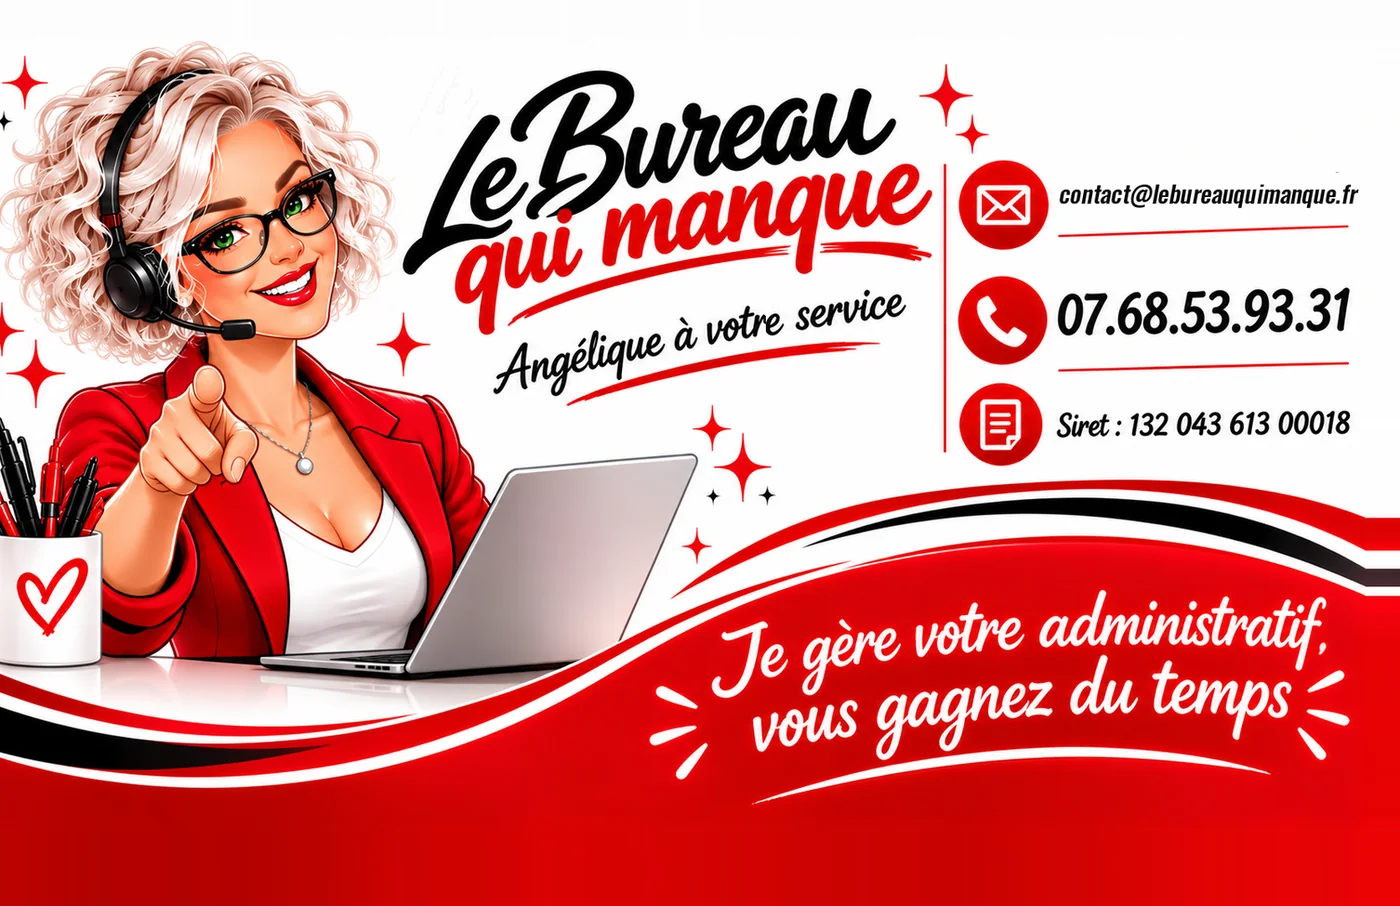 Le Bureau
qui manque
Angélique à votre service
contact@lebureauquimanque.fr
07.68.53.93.31
Siret : 132 043 613 00018
Je gère votre administratif,
vous gagnez du temps